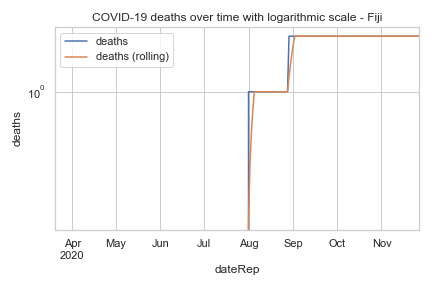 COVID-19 deaths over time with logarithmic scale - Fiji
deaths
deaths (rolling)
10⁰
deaths
Apr May Jun Jul Aug Sep Oct Nov
2020
dateRep